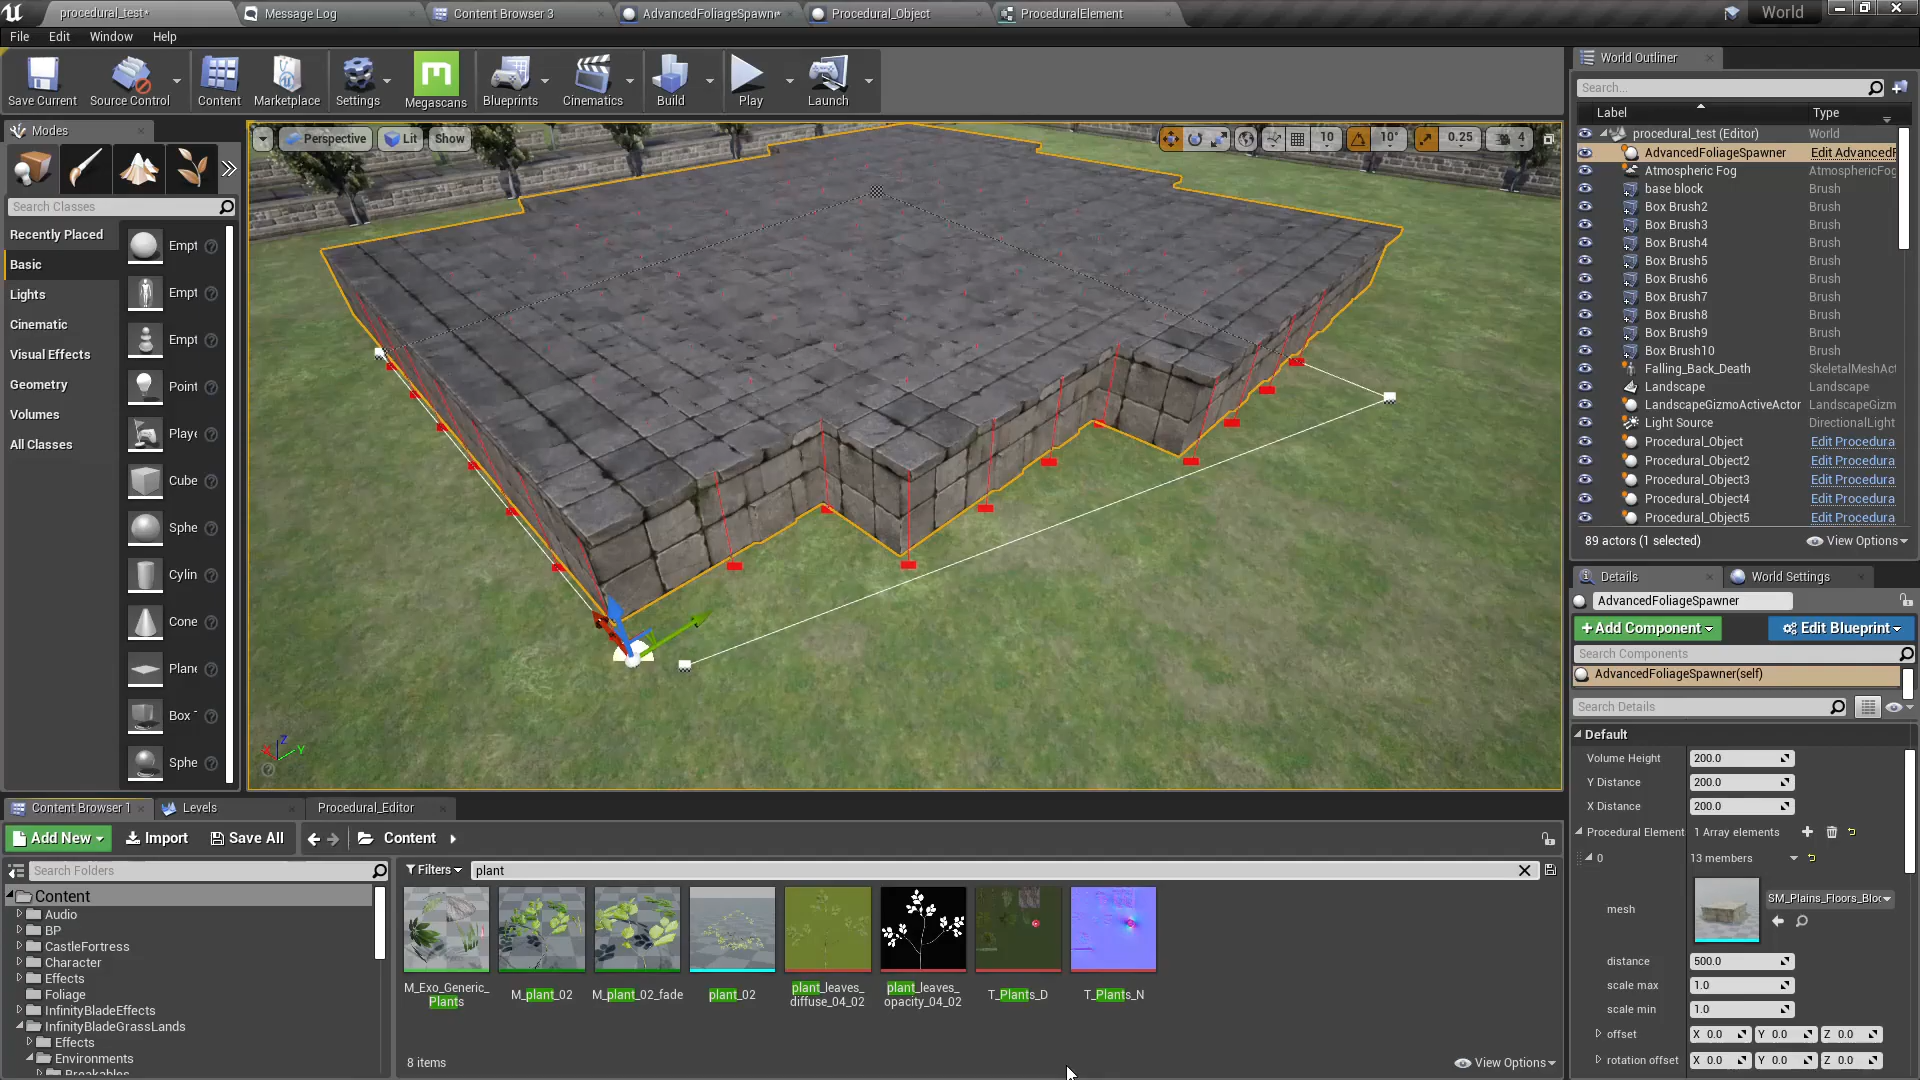 procedural_test*
Message Log
Content Browser 3
AdvancedFoliageSpawn*
Procedural_Object
ProceduralElement
World
File
Edit
Window
Help
Save Current
Source Control
Content
Marketplace
Settings
Megascans
Blueprints
Cinematics
Build
Play
Launch
Modes
Search Classes
Recently Placed
Basic
Lights
Cinematic
Visual Effects
Geometry
Volumes
All Classes
Empt
Empt
Empt
Point
Playe
Cube
Sphe
Cylin
Cone
Plane
Box
Sphe
Perspective
Lit
Show
10
10°
0.25
4
Z
X
Y
World Outliner
Search...
Label
Type
procedural_test (Editor)
World
AdvancedFoliageSpawner
Edit AdvancedF
Atmospheric Fog
AtmosphericFog
base block
Brush
Box Brush2
Brush
Box Brush3
Brush
Box Brush4
Brush
Box Brush5
Brush
Box Brush6
Brush
Box Brush7
Brush
Box Brush8
Brush
Box Brush9
Brush
Box Brush10
Brush
Falling_Back_Death
SkeletalMeshAct
Landscape
Landscape
LandscapeGizmoActiveActor
LandscapeGizm
Light Source
DirectionalLight
Procedural_Object
Edit Procedura
Procedural_Object2
Edit Procedura
Procedural_Object3
Edit Procedura
Procedural_Object4
Edit Procedura
Procedural_Object5
Edit Procedura
89 actors (1 selected)
View Options
Details
World Settings
AdvancedFoliageSpawner
+Add Component
Edit Blueprint
Search Components
AdvancedFoliageSpawner(self)
Search Details
Default
Volume Height
200.0
Y Distance
200.0
X Distance
200.0
Procedural Element
1 Array elements
0
13 members
mesh
SM_Plains_Floors_Bloc
distance
500.0
scale max
1.0
scale min
1.0
offset
X 0.0
Y 0.0
Z 0.0
rotation offset
X 0.0
Y 0.0
Z 0.0
Content Browser 1
Levels
Procedural_Editor
Add New
Import
Save All
Content
Search Folders
Filters
plant
Content
Audio
BP
CastleFortress
Character
Effects
Foliage
InfinityBladeEffects
InfinityBladeGrassLands
Effects
Environments
Breakables
M_Exo_Generic_
Plants
M_plant_02
M_plant_02_fade
plant_02
plant_leaves_
diffuse_04_02
plant_leaves_
opacity_04_02
T_Plants_D
T_Plants_N
8 items
View Options